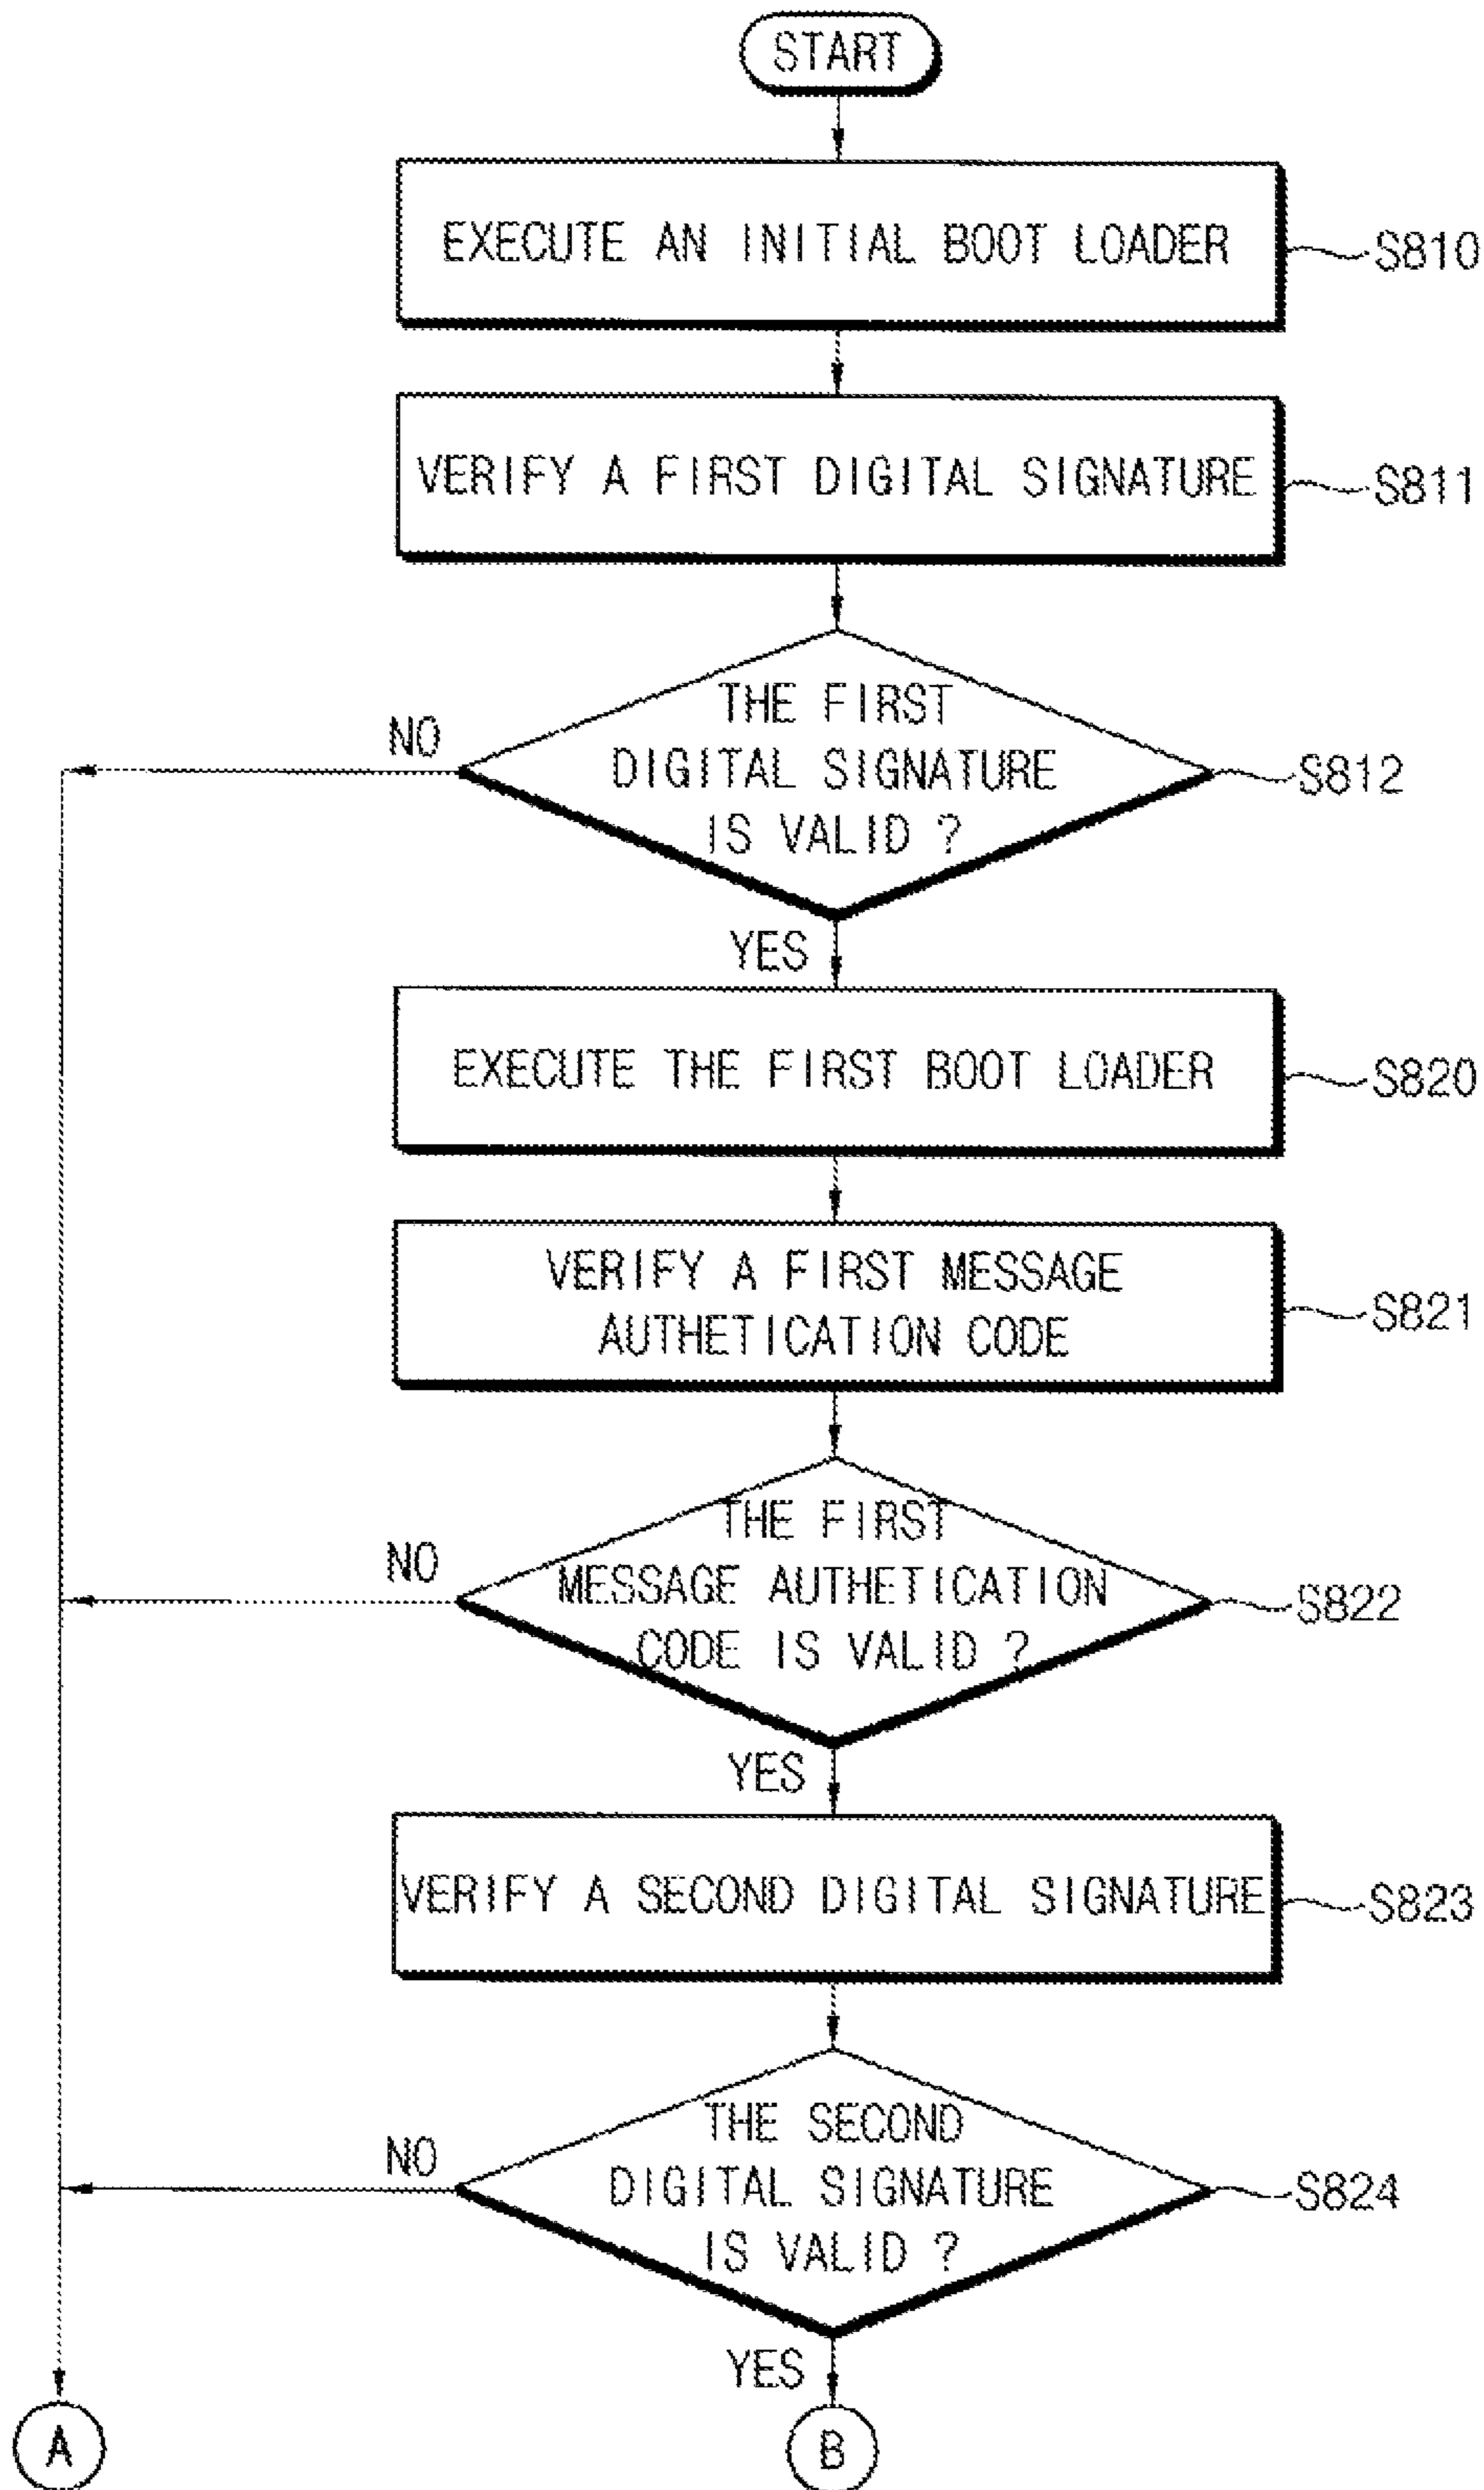 START
EXECUTE AN INITIAL BOOT LOADER
S810
VERIFY A FIRST DIGITAL SIGNATURE
S811
THE FIRST
DIGITAL SIGNATURE
IS VALID ?
NO
S812
YES
EXECUTE THE FIRST BOOT LOADER
S820
VERIFY A FIRST MESSAGE
AUTHETICATION CODE
S821
THE FIRST
MESSAGE AUTHETICATION
CODE IS VALID ?
NO
S822
YES
VERIFY A SECOND DIGITAL SIGNATURE
S823
THE SECOND
DIGITAL SIGNATURE
IS VALID ?
NO
S824
YES
A
B